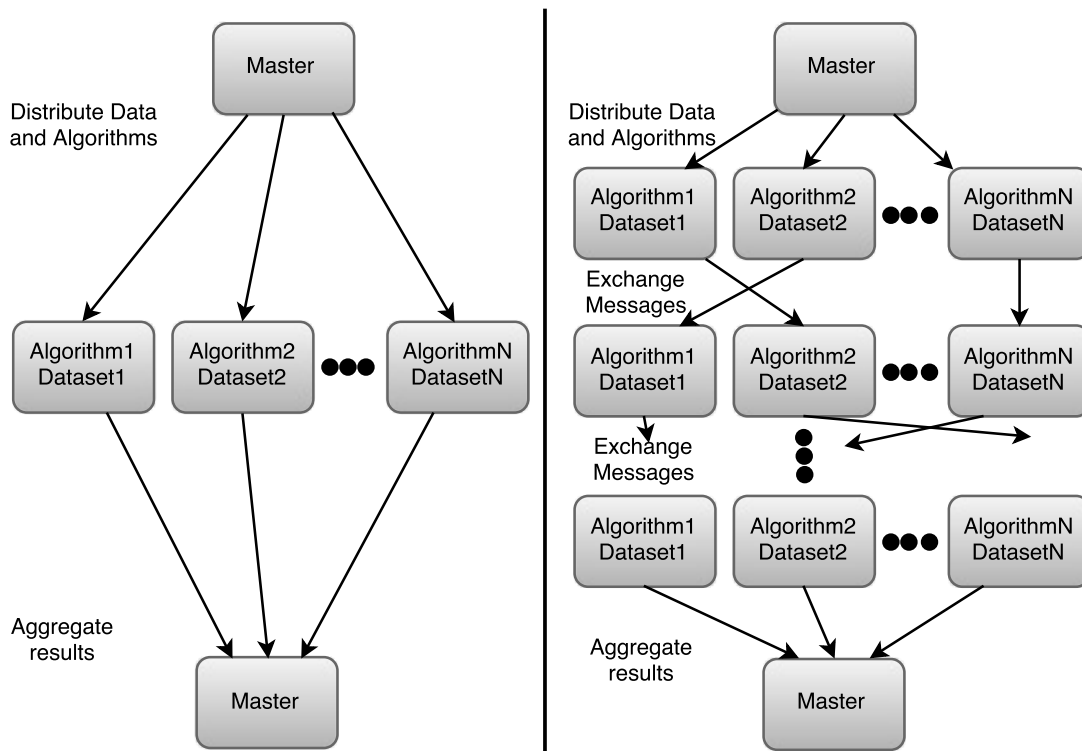 Master
Distribute Data
and Algorithms
Algorithm1
Dataset1
Algorithm2
Dataset2
AlgorithmN
DatasetN
Aggregate
results
Master
Master
Distribute Data
and Algorithms
Algorithm1
Dataset1
Algorithm2
Dataset2
AlgorithmN
DatasetN
Exchange
Messages
Algorithm1
Dataset1
Algorithm2
Dataset2
AlgorithmN
DatasetN
Exchange
Messages
Algorithm1
Dataset1
Algorithm2
Dataset2
AlgorithmN
DatasetN
Aggregate
results
Master